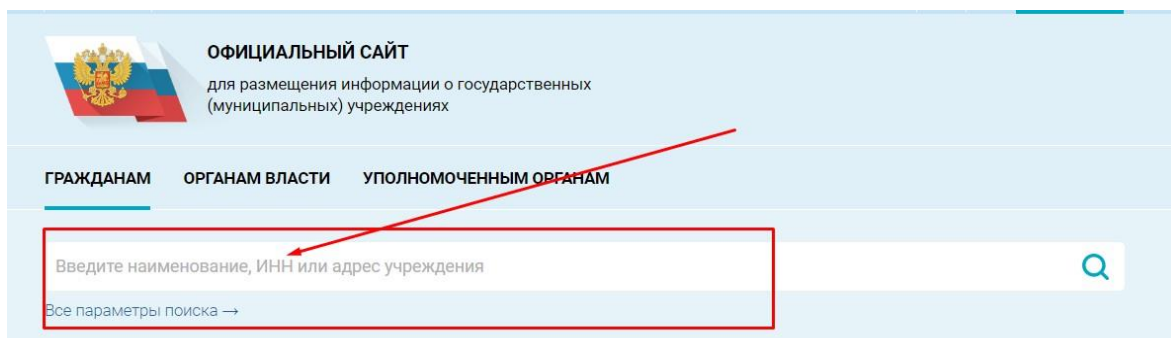 ОФИЦИАЛЬНЫЙ САЙТ
для размещения информации о государственных
(муниципальных) учреждениях
ГРАЖДАНАМ ОРГАНАМ ВЛАСТИ УПОЛНОМОЧЕННЫМ ОРГАНАМ
Введите наименование, ИНН или адрес учреждения
Все параметры поиска →